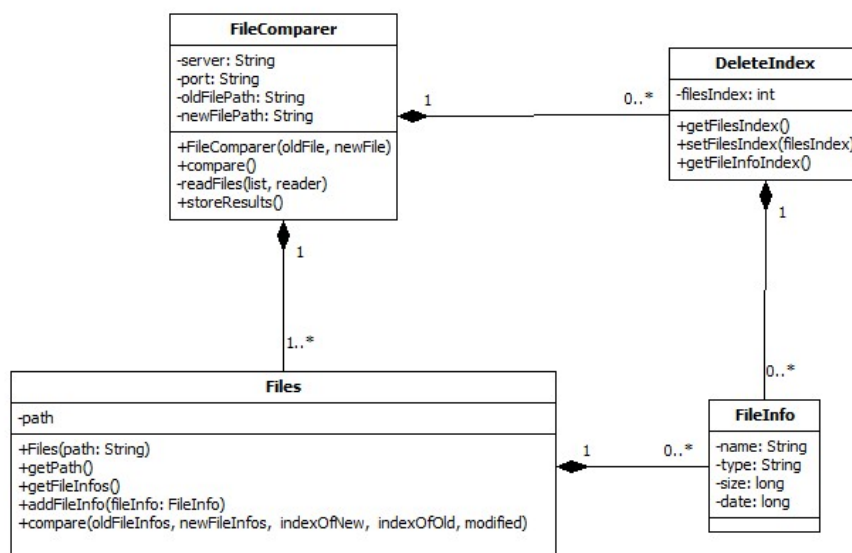 FileComparer
-server: String
-port: String
-oldFilePath: String
-newFilePath: String
+FileComparer(oldFile, newFile)
+compare()
-readFiles(list, reader)
+storeResults()
1
0..*
DeleteIndex
-filesIndex: int
+getFilesIndex()
+setFilesIndex(filesIndex)
+getFileInfoIndex()
1
1
1..*
0..*
Files
-path
+Files(path: String)
+getPath()
+getFileInfos()
+addFileInfo(fileInfo: FileInfo)
+compare(oldFileInfos, newFileInfos, indexOfNew, indexOfOld, modified)
1
0..*
FileInfo
-name: String
-type: String
-size: long
-date: long